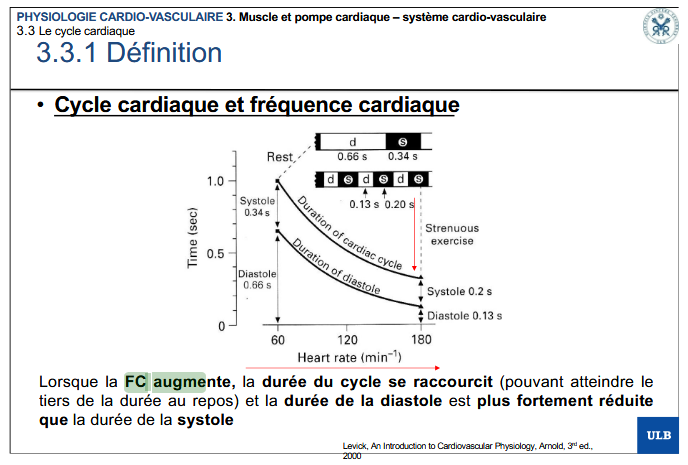 PHYSIOLOGIE CARDIO-VASCULAIRE 3. Muscle et pompe cardiaque – système cardio-vasculaire
3.3 Le cycle cardiaque
3.3.1 Définition
• Cycle cardiaque et fréquence cardiaque
d s
0.66 s 0.34 s
Rest
d s d s d s
0.13 s 0.20 s
Time (sec)
1.0
0.5
0
Systole
0.34 s
Diastole
0.66 s
Duration of cardiac cycle
Duration of diastole
Strenuous
exercise
Systole 0.2 s
Diastole 0.13 s
60 120 180
Heart rate (min⁻¹)
Lorsque la FC augmente, la durée du cycle se raccourcit (pouvant atteindre le
tiers de la durée au repos) et la durée de la diastole est plus fortement réduite
que la durée de la systole
ULB
Levick, An Introduction to Cardiovascular Physiology, Arnold, 3rd ed.,
2000